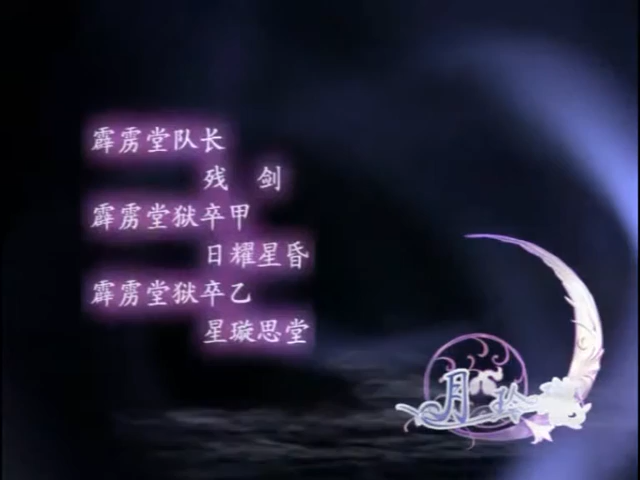 霹雳堂队长
残　剑
霹雳堂狱卒甲
日耀星昏
霹雳堂狱卒乙
星璇思堂
月玲